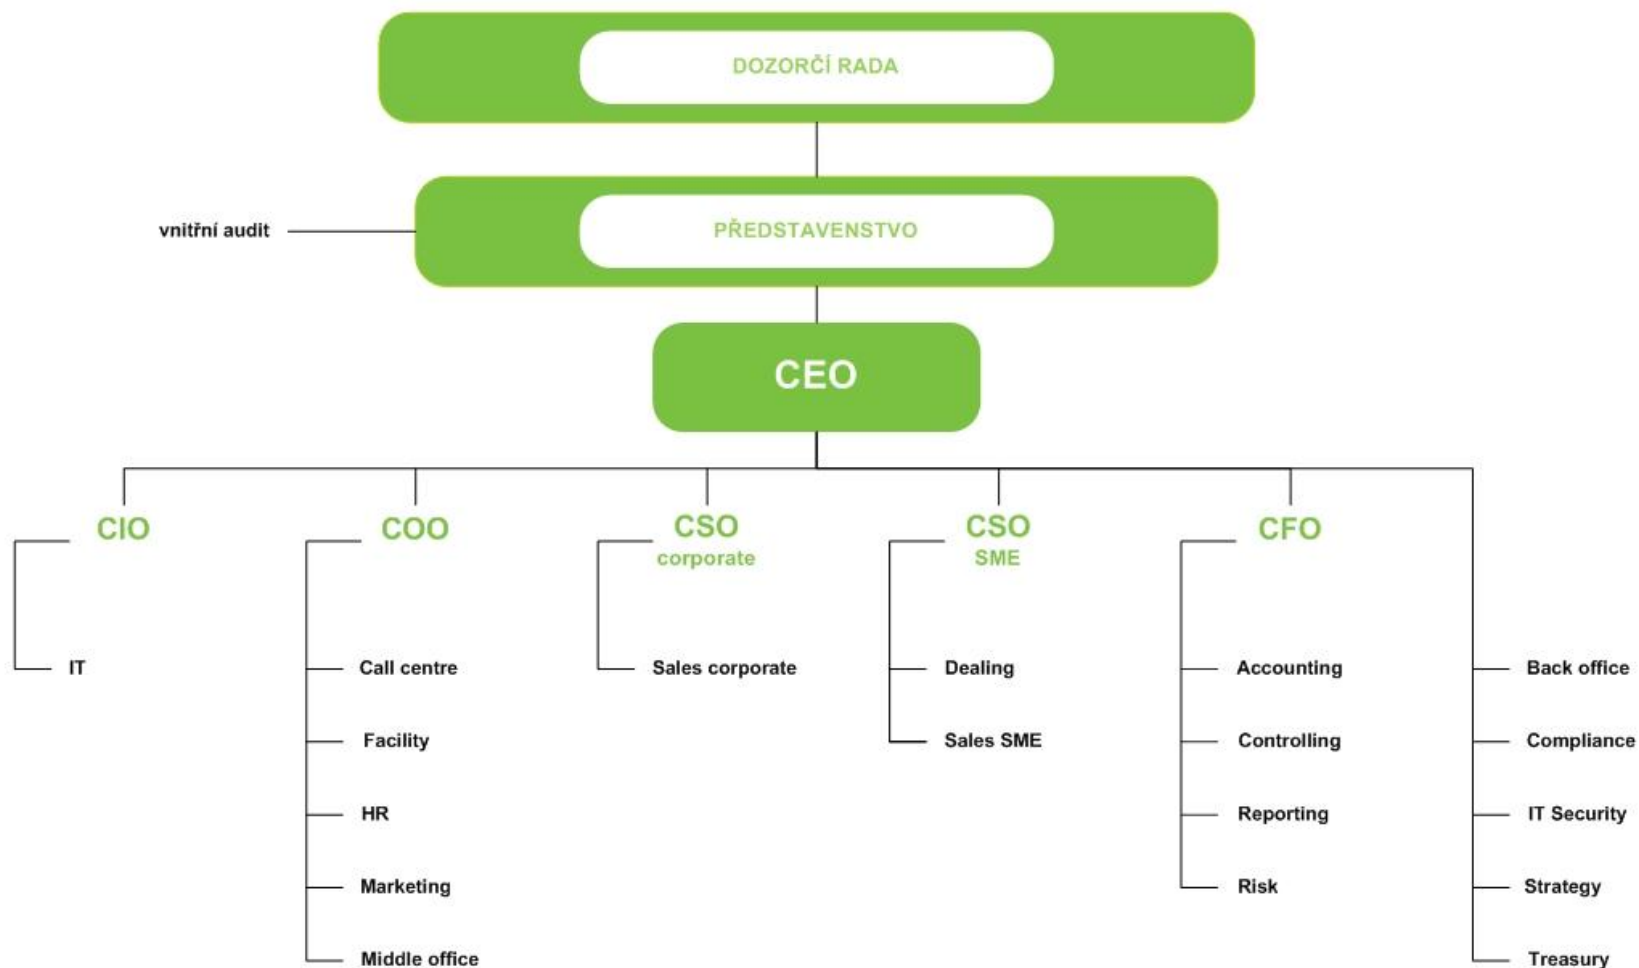 DOZORČÍ RADA
vnitřní audit
PŘEDSTAVENSTVO
CEO
CIO
COO
CSO
corporate
CSO
SME
CFO
IT
Call centre
Sales corporate
Dealing
Accounting
Back office
Facility
Sales SME
Controlling
Compliance
HR
Reporting
IT Security
Marketing
Risk
Strategy
Middle office
Treasury